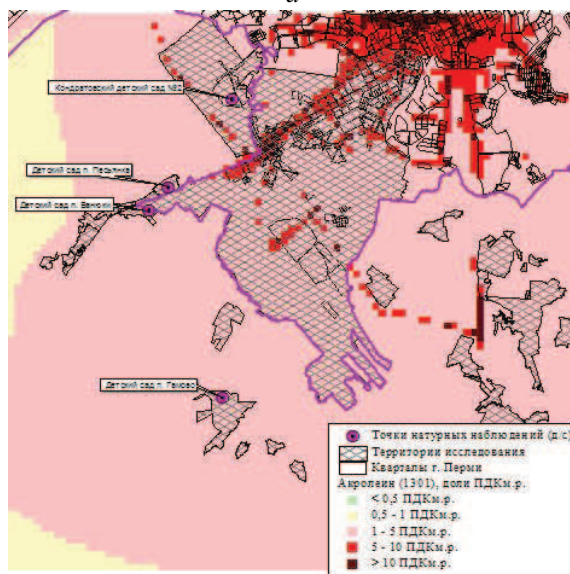 а
Кондратовский детский сад №2
Детский сад п. Песьянка
Детский сад п. Ванюки
Детский сад п. Гамово
Точки натурных наблюдений (д/с)
Территории исследования
Кварталы г. Перми
Акролеин (1301), доли ПДКм.р.
< 0,5 ПДКм.р.
0,5 - 1 ПДКм.р.
1 - 5 ПДКм.р.
5 - 10 ПДКм.р.
> 10 ПДКм.р.